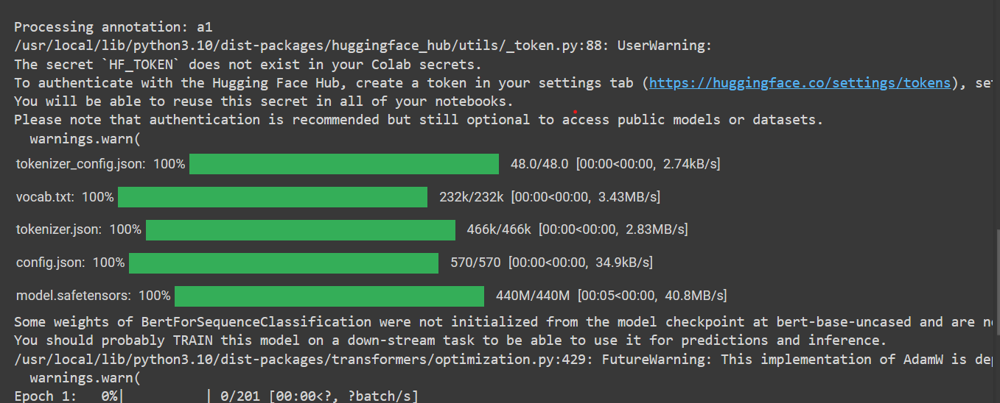 Processing annotation: a1
/usr/local/lib/python3.10/dist-packages/huggingface_hub/utils/_token.py:88: UserWarning:
The secret `HF_TOKEN` does not exist in your Colab secrets.
To authenticate with the Hugging Face Hub, create a token in your settings tab (https://huggingface.co/settings/tokens),
You will be able to reuse this secret in all of your notebooks.
Please note that authentication is recommended but still optional to access public models or datasets.
warnings.warn(
tokenizer_config.json: 100% 48.0/48.0 [00:00<00:00, 2.74kB/s]
vocab.txt: 100% 232k/232k [00:00<00:00, 3.43MB/s]
tokenizer.json: 100% 466k/466k [00:00<00:00, 2.83MB/s]
config.json: 100% 570/570 [00:00<00:00, 34.9kB/s]
model.safetensors: 100% 440M/440M [00:05<00:00, 40.8MB/s]
Some weights of BertForSequenceClassification were not initialized from the model checkpoint at bert-base-uncased and are
You should probably TRAIN this model on a down-stream task to be able to use it for predictions and inference.
/usr/local/lib/python3.10/dist-packages/transformers/optimization.py:429: FutureWarning: This implementation of AdamW is
warnings.warn(
Epoch 1: 0%| | 0/201 [00:00<?, ?batch/s]